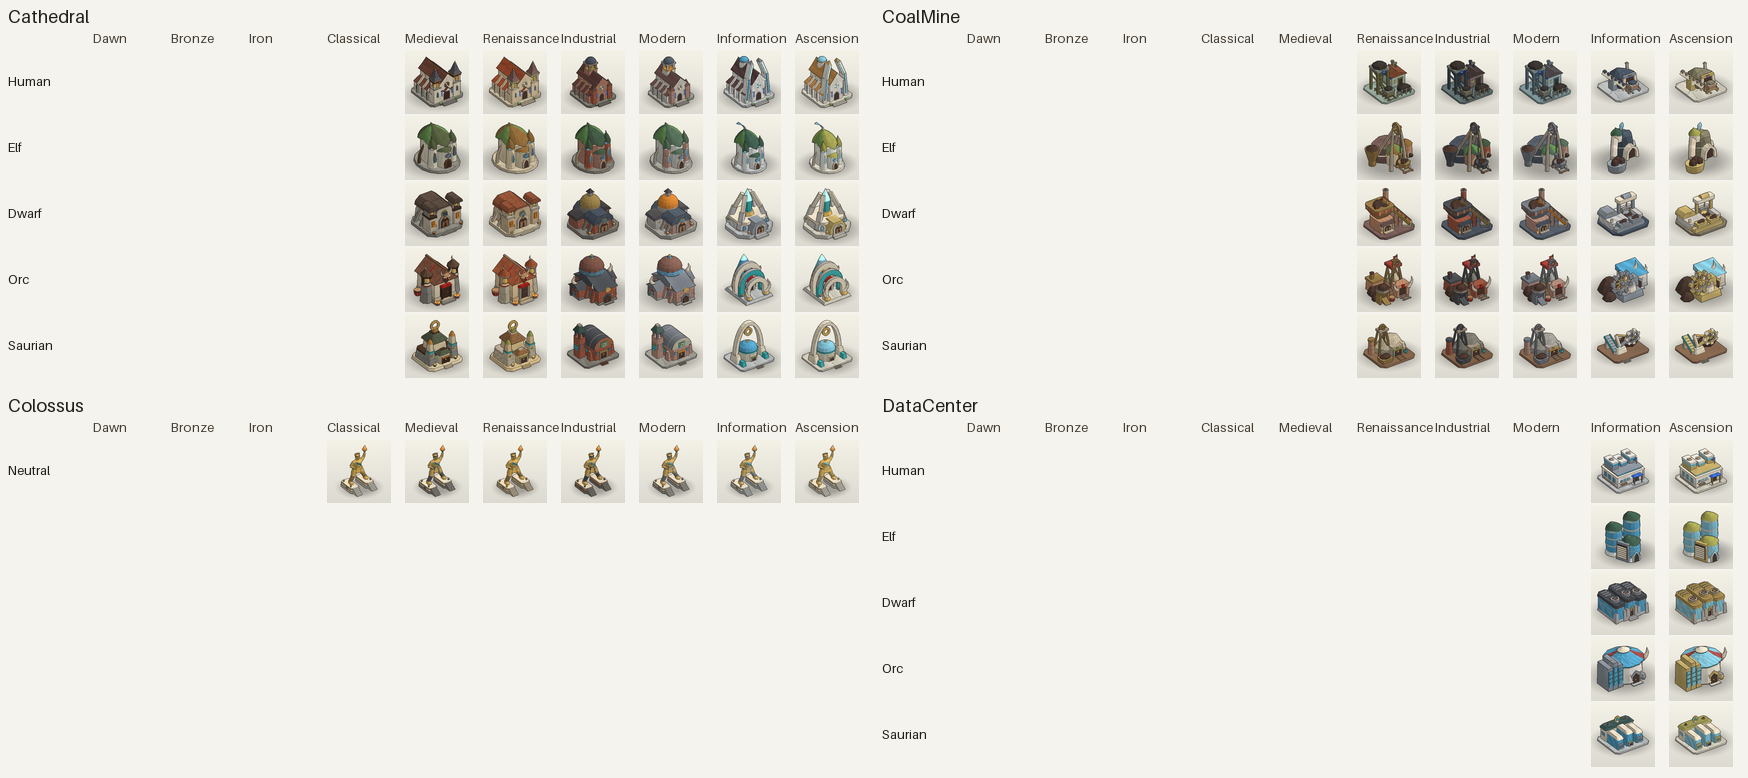 Cathedral
Dawn Bronze Iron Classical Medieval Renaissance Industrial Modern Information Ascension
Human
Elf
Dwarf
Orc
Saurian
CoalMine
Dawn Bronze Iron Classical Medieval Renaissance Industrial Modern Information Ascension
Human
Elf
Dwarf
Orc
Saurian
Colossus
Dawn Bronze Iron Classical Medieval Renaissance Industrial Modern Information Ascension
Neutral
DataCenter
Dawn Bronze Iron Classical Medieval Renaissance Industrial Modern Information Ascension
Human
Elf
Dwarf
Orc
Saurian